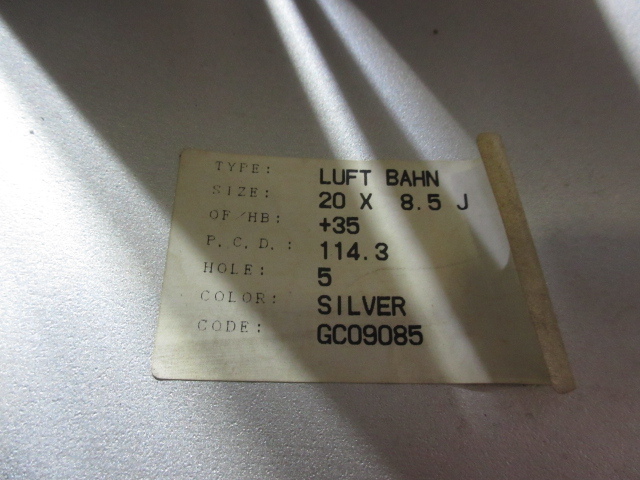 TYPE: LUFT BAHN
SIZE: 20 X 8.5 J
OF/HB: +35
P.C.D.: 114.3
HOLE: 5
COLOR: SILVER
CODE: GC09085